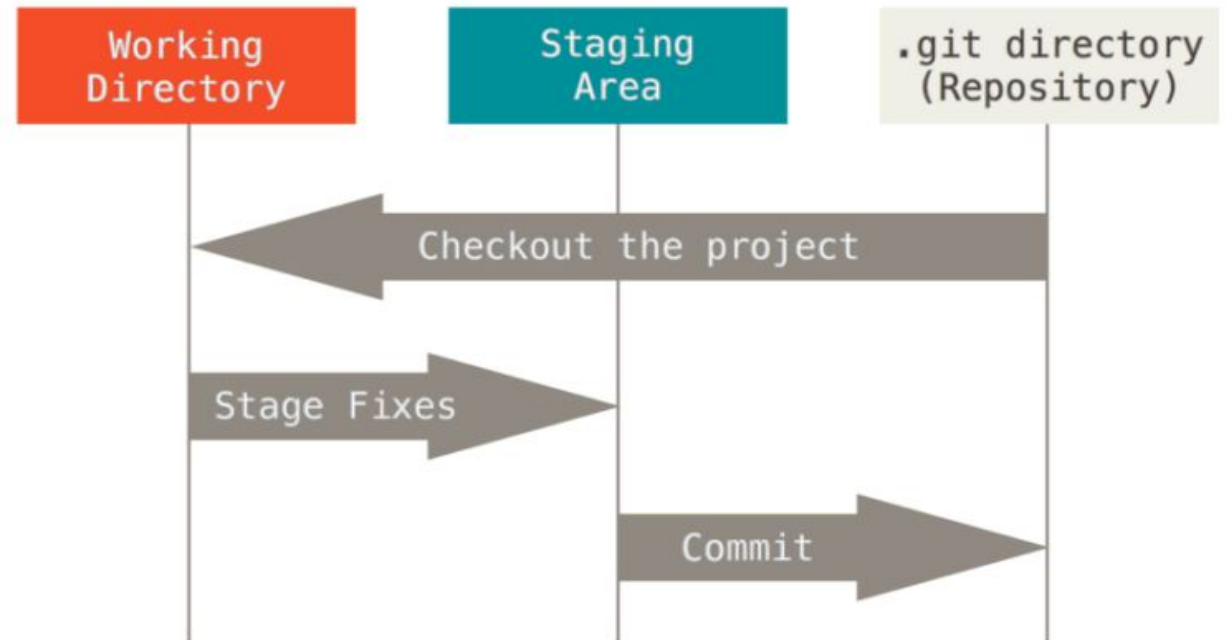 Working
Directory
Staging
Area
.git directory
(Repository)
Checkout the project
Stage Fixes
Commit